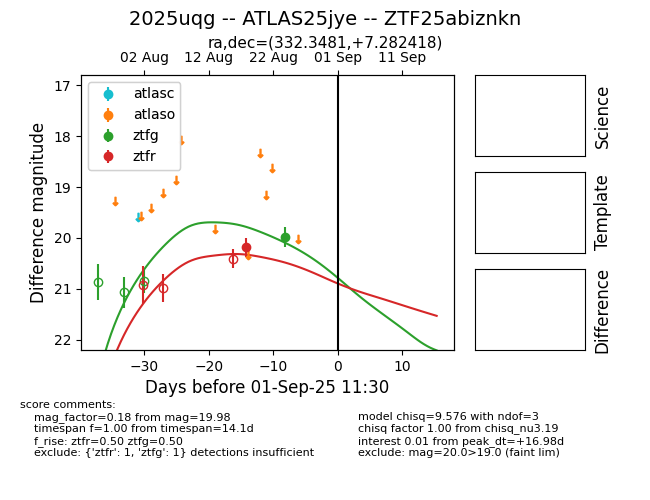 2025uqg -- ATLAS25jye -- ZTF25abiznkn
ra,dec=(332.3481,+7.282418)
02 Aug 12 Aug 22 Aug 01 Sep 11 Sep
17
18
19
20
21
22
Difference magnitude
atlasc
atlaso
ztfg
ztfr
−30 −20 −10 0 10
Days before 01-Sep-25 11:30
Science
Template
Difference
score comments:
mag_factor=0.18 from mag=19.98
timespan f=1.00 from timespan=14.1d
f_rise: ztfr=0.50 ztfg=0.50
exclude: {'ztfr': 1, 'ztfg': 1} detections insufficient
model chisq=9.576 with ndof=3
chisq factor 1.00 from chisq_nu3.19
interest 0.01 from peak_dt=+16.98d
exclude: mag=20.0>19.0 (faint lim)